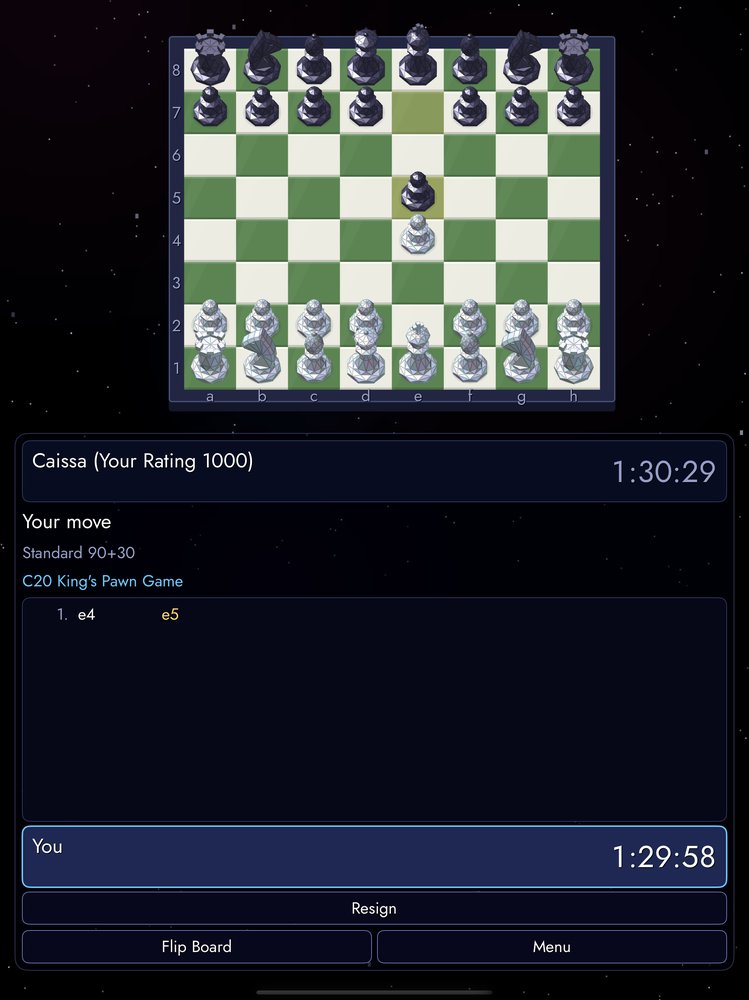 8
7
6
5
4
3
2
1
a b c d e f g h
Caissa (Your Rating 1000)
1:30:29
Your move
Standard 90+30
C20 King's Pawn Game
1. e4 e5
You
1:29:58
Resign
Flip Board Menu